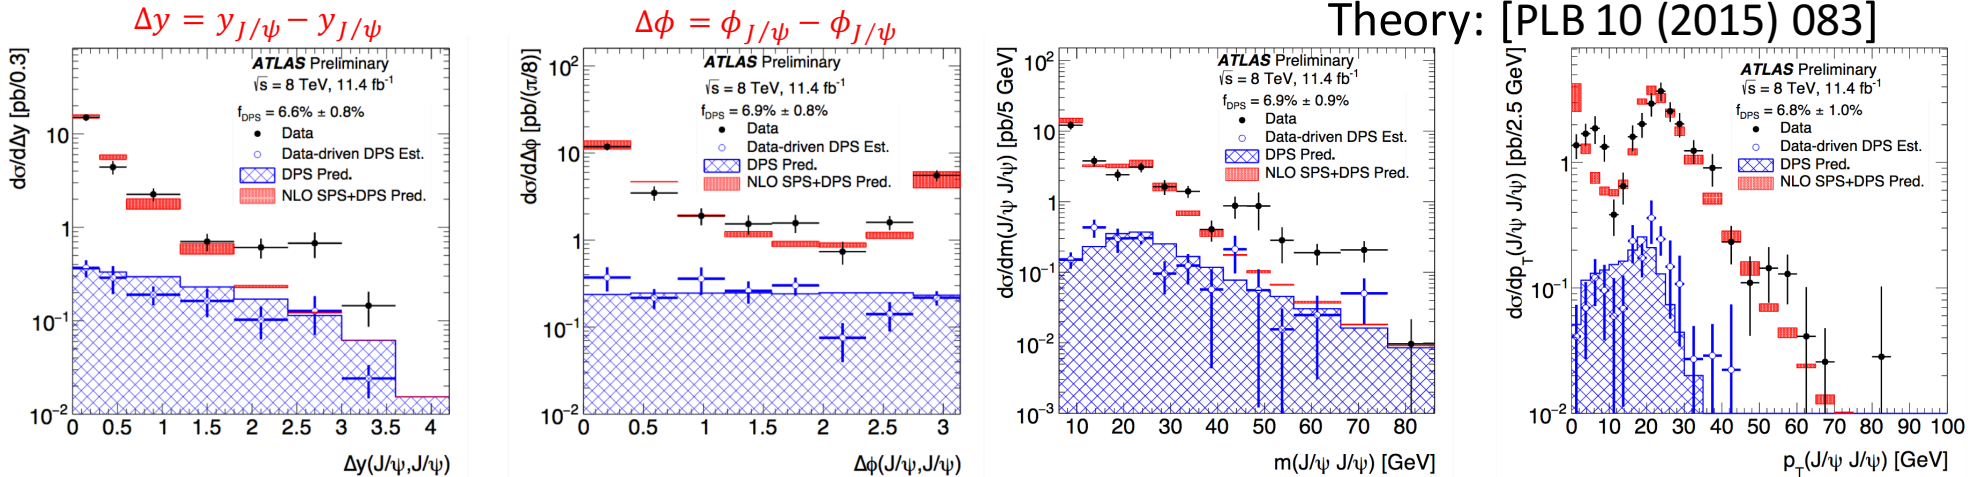 Δy = y_J/ψ − y_J/ψ
Δϕ = ϕ_J/ψ − ϕ_J/ψ
Theory: [PLB 10 (2015) 083]
dσ/dΔy [pb/0.3]
ATLAS Preliminary
√s = 8 TeV, 11.4 fb⁻¹
f_DPS = 6.6% ± 0.8%
Data
Data-driven DPS Est.
DPS Pred.
NLO SPS+DPS Pred.
10
1
10⁻¹
10⁻²
0 0.5 1 1.5 2 2.5 3 3.5 4
Δy(J/ψ,J/ψ)
dσ/dΔϕ [pb/(π/8)]
ATLAS Preliminary
√s = 8 TeV, 11.4 fb⁻¹
f_DPS = 6.9% ± 0.8%
Data
Data-driven DPS Est.
DPS Pred.
NLO SPS+DPS Pred.
10²
10
1
10⁻¹
10⁻²
0 0.5 1 1.5 2 2.5 3
Δϕ(J/ψ,J/ψ)
dσ/dm(J/ψ J/ψ) [pb/5 GeV]
ATLAS Preliminary
√s = 8 TeV, 11.4 fb⁻¹
f_DPS = 6.9% ± 0.9%
Data
Data-driven DPS Est.
DPS Pred.
NLO SPS+DPS Pred.
10²
10
1
10⁻¹
10⁻²
10⁻³
10 20 30 40 50 60 70 80
m(J/ψ J/ψ) [GeV]
dσ/dp_T(J/ψ J/ψ) [pb/2.5 GeV]
ATLAS Preliminary
√s = 8 TeV, 11.4 fb⁻¹
f_DPS = 6.8% ± 1.0%
Data
Data-driven DPS Est.
DPS Pred.
NLO SPS+DPS Pred.
1
10⁻¹
10⁻²
0 10 20 30 40 50 60 70 80 90 100
p_T(J/ψ J/ψ) [GeV]